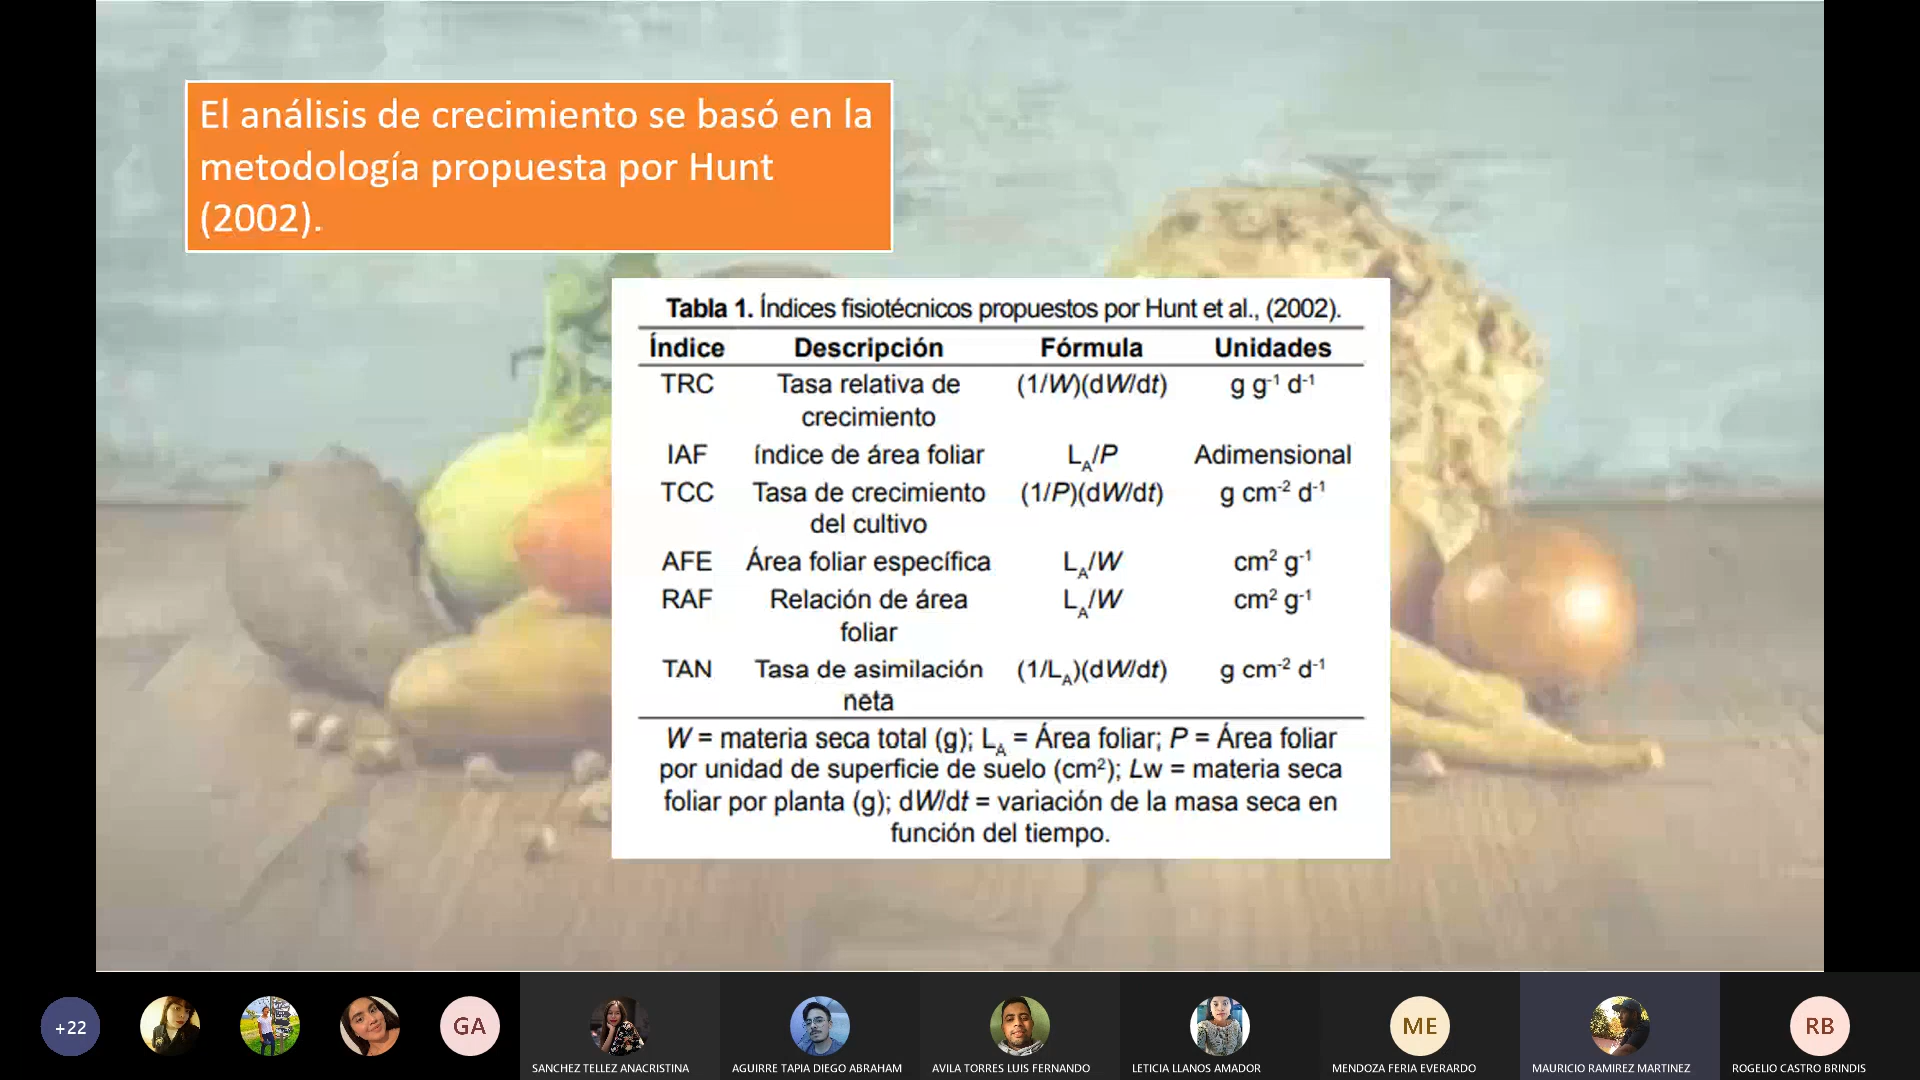 El análisis de crecimiento se basó en la
metodología propuesta por Hunt
(2002).
Tabla 1. Índices fisiotécnicos propuestos por Hunt et al., (2002).
Índice Descripción Fórmula Unidades
TRC Tasa relativa de (1/W)(dW/dt) g g⁻¹ d⁻¹
crecimiento
IAF índice de área foliar L_A/P Adimensional
TCC Tasa de crecimiento (1/P)(dW/dt) g cm⁻² d⁻¹
del cultivo
AFE Área foliar específica L_A/W cm² g⁻¹
RAF Relación de área L_A/W cm² g⁻¹
foliar
TAN Tasa de asimilación (1/L_A)(dW/dt) g cm⁻² d⁻¹
neta
W = materia seca total (g); L_A = Área foliar; P = Área foliar
por unidad de superficie de suelo (cm²); Lw = materia seca
foliar por planta (g); dW/dt = variación de la masa seca en
función del tiempo.
+22 GA ME RB
SANCHEZ TELLEZ ANACRISTINA AGUIRRE TAPIA DIEGO ABRAHAM AVILA TORRES LUIS FERNANDO LETICIA LLANOS AMADOR MENDOZA FERIA EVERARDO MAURICIO RAMIREZ MARTINEZ ROGELIO CASTRO BRINDIS